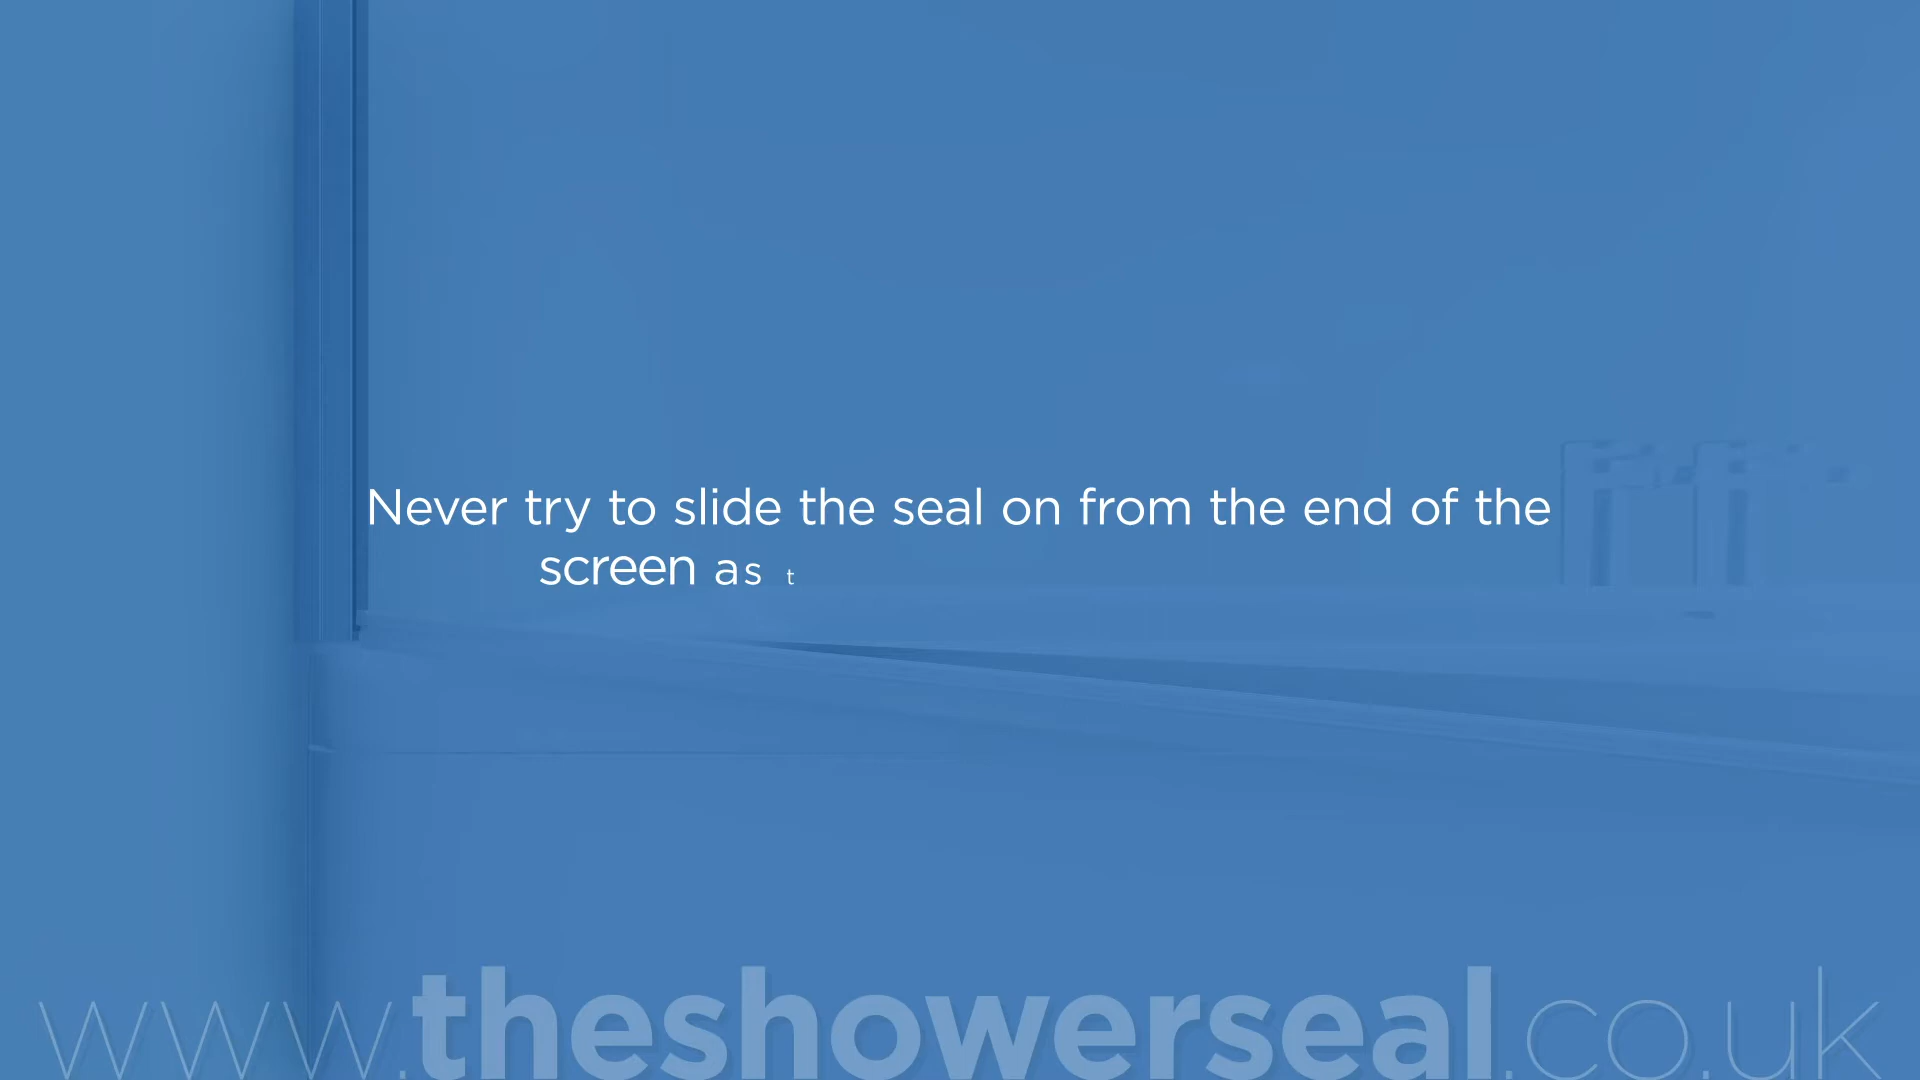 Never try to slide the seal on from the end of the
screen as t
www.theshowerseal.co.uk